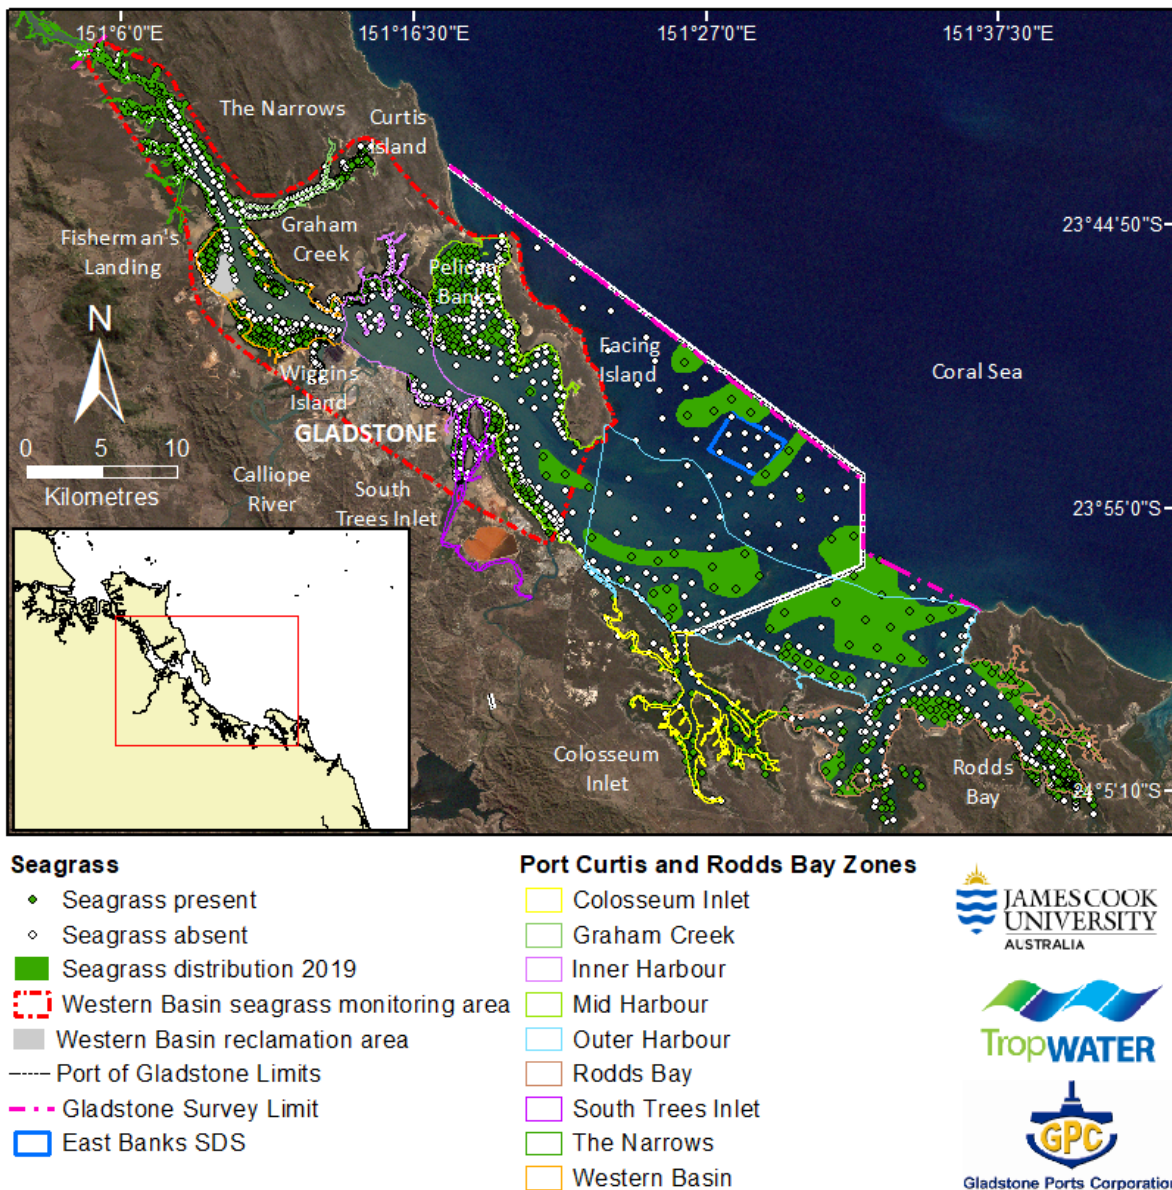 151°6'0"E
151°16'30"E
151°27'0"E
151°37'30"E
The Narrows
Curtis
Island
23°44'50"S
Graham
Creek
Fisherman's
Landing
Pelican
Banks
N
Facing
Island
Coral Sea
Wiggins
Island
GLADSTONE
0 5 10
Kilometres
Calliope
River
South
Trees Inlet
23°55'0"S
Colosseum
Inlet
Rodds
Bay
24°5'10"S
Seagrass
Seagrass present
Seagrass absent
Seagrass distribution 2019
Western Basin seagrass monitoring area
Western Basin reclamation area
Port of Gladstone Limits
Gladstone Survey Limit
East Banks SDS
Port Curtis and Rodds Bay Zones
Colosseum Inlet
Graham Creek
Inner Harbour
Mid Harbour
Outer Harbour
Rodds Bay
South Trees Inlet
The Narrows
Western Basin
JAMES COOK
UNIVERSITY
AUSTRALIA
TropWATER
GPC
Gladstone Ports Corporation